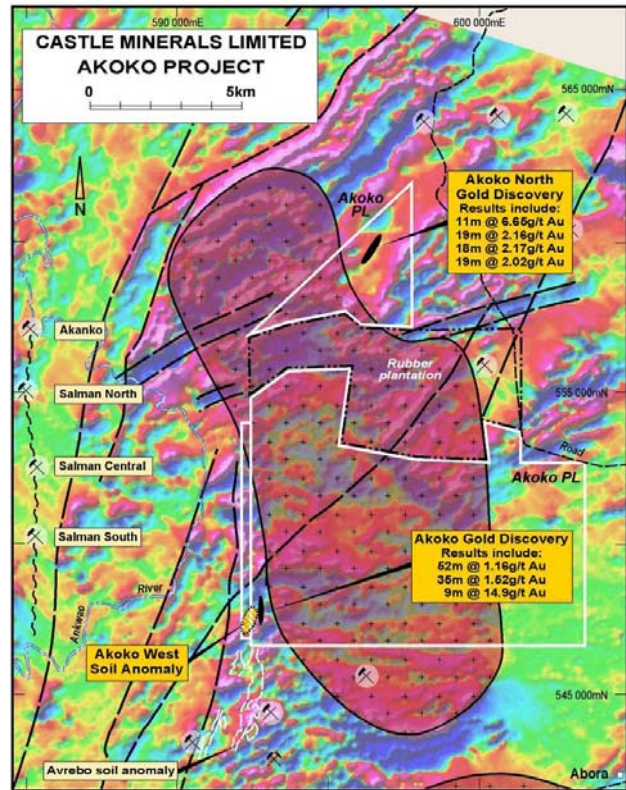 590 000mE
600 000mE
CASTLE MINERALS LIMITED
AKOKO PROJECT
0
5km
565 000mN
N
Akoko
PL
Akoko North
Gold Discovery
Results include:
11m @ 6.65g/t Au
19m @ 2.16g/t Au
18m @ 2.17g/t Au
19m @ 2.02g/t Au
Akanko
Salman North
Rubber
plantation
555 000mN
Road
Salman Central
Akoko PL
Salman South
Akoko Gold Discovery
Results include:
52m @ 1.16g/t Au
35m @ 1.52g/t Au
9m @ 14.9g/t Au
River
Ankwao
Akoko West
Soil Anomaly
545 000mN
Avrebo soil anomaly
Abora